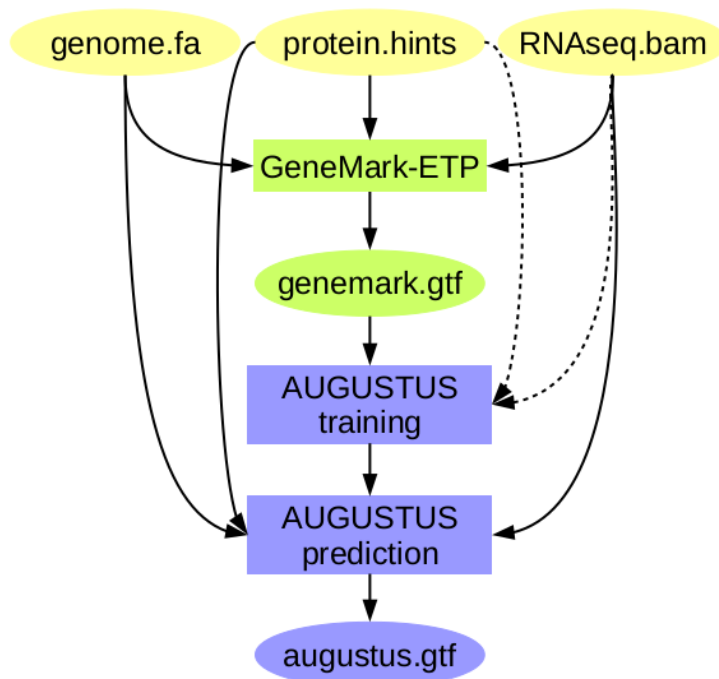 genome.fa
protein.hints
RNAseq.bam
GeneMark-ETP
genemark.gtf
AUGUSTUS
training
AUGUSTUS
prediction
augustus.gtf